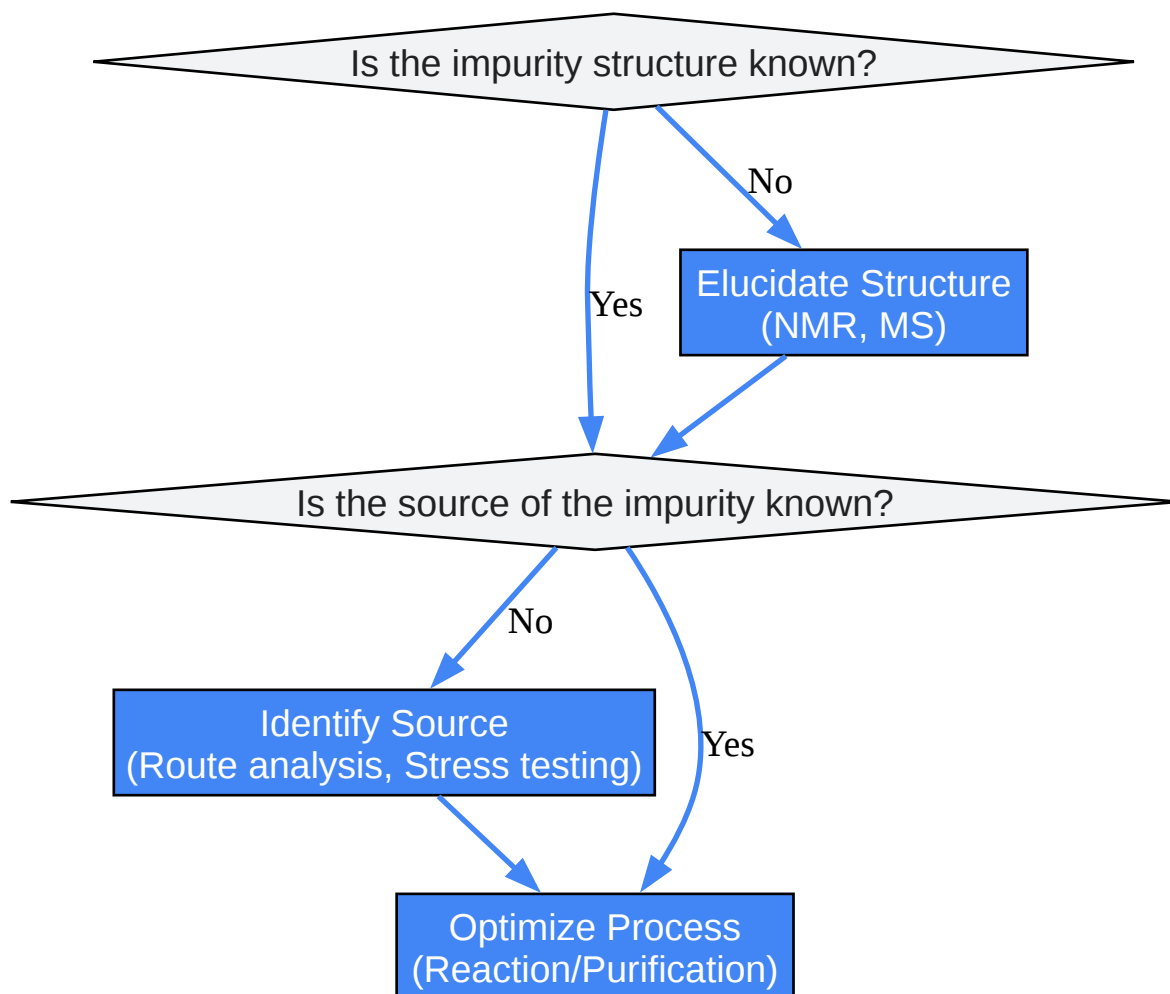 Is the impurity structure known?
No
Elucidate Structure
(NMR, MS)
Yes
Is the source of the impurity known?
No
Identify Source
(Route analysis, Stress testing)
Yes
Optimize Process
(Reaction/Purification)